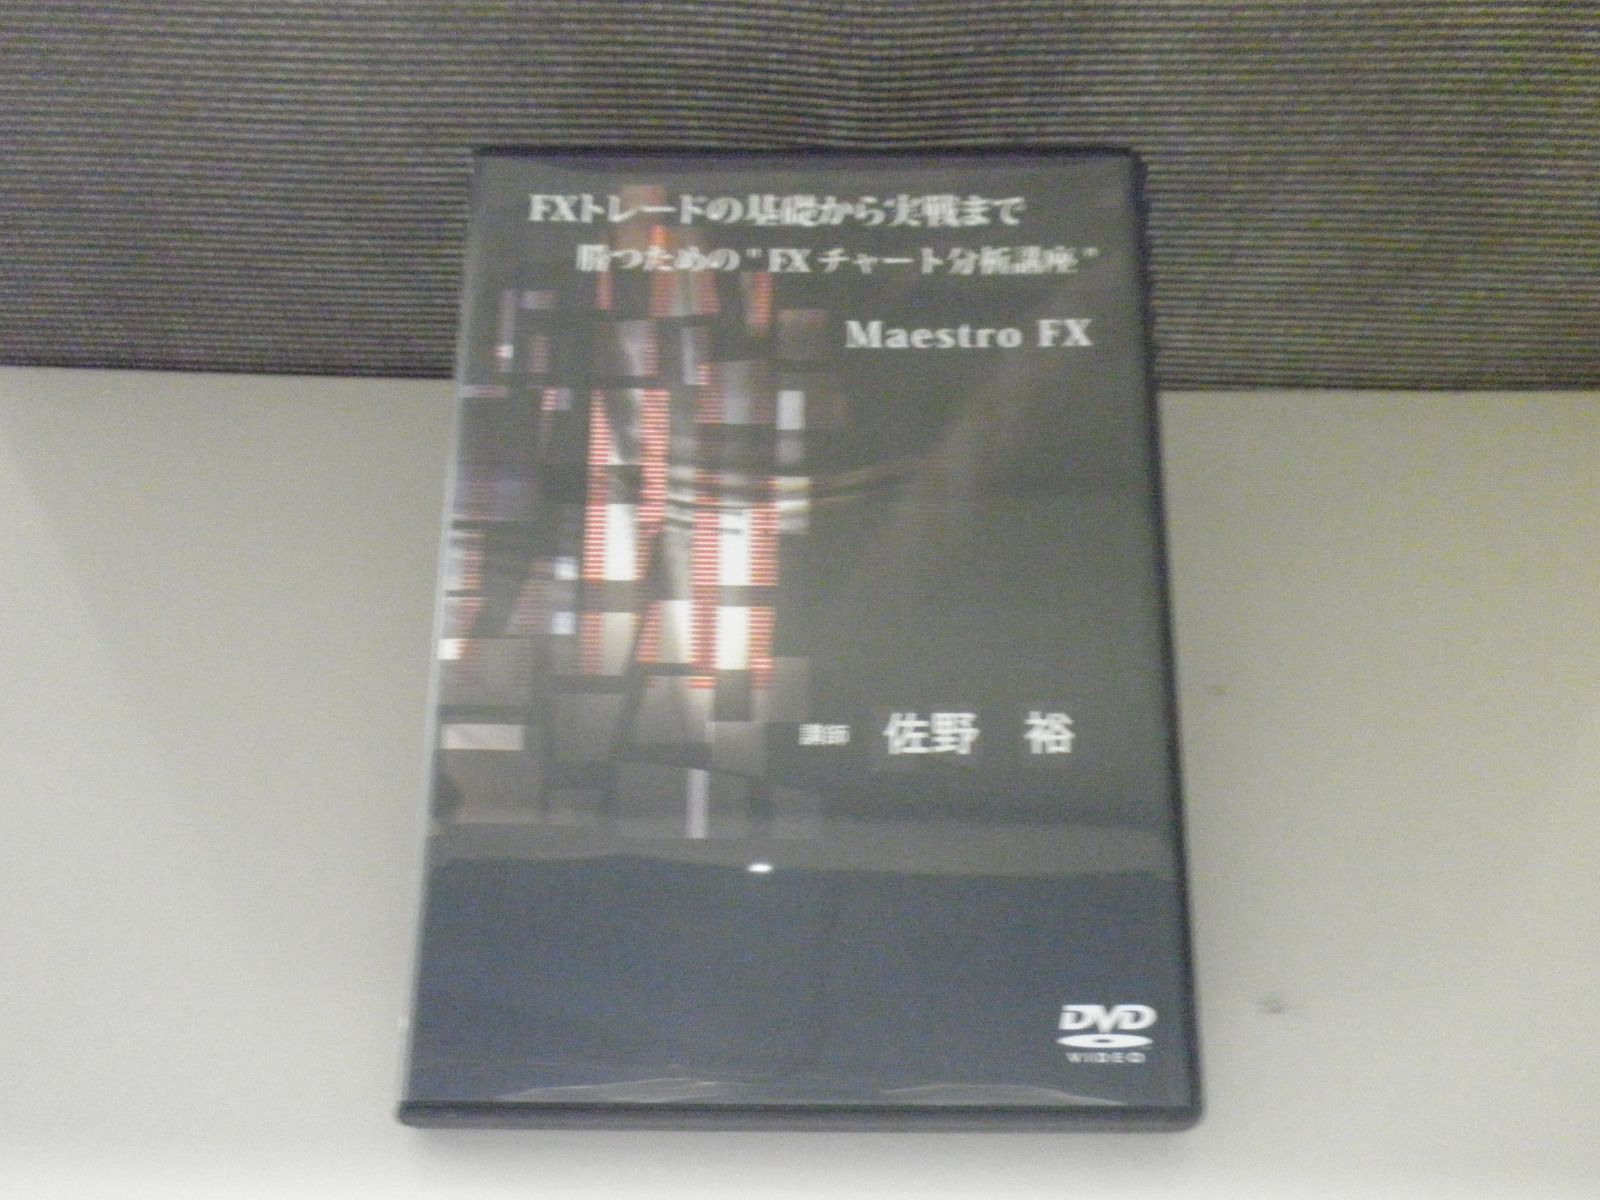 FXトレードの基礎から実戦まで
勝つための"FXチャート分析講座"
Maestro FX
講師 佐野 裕
DVD
VIDEO